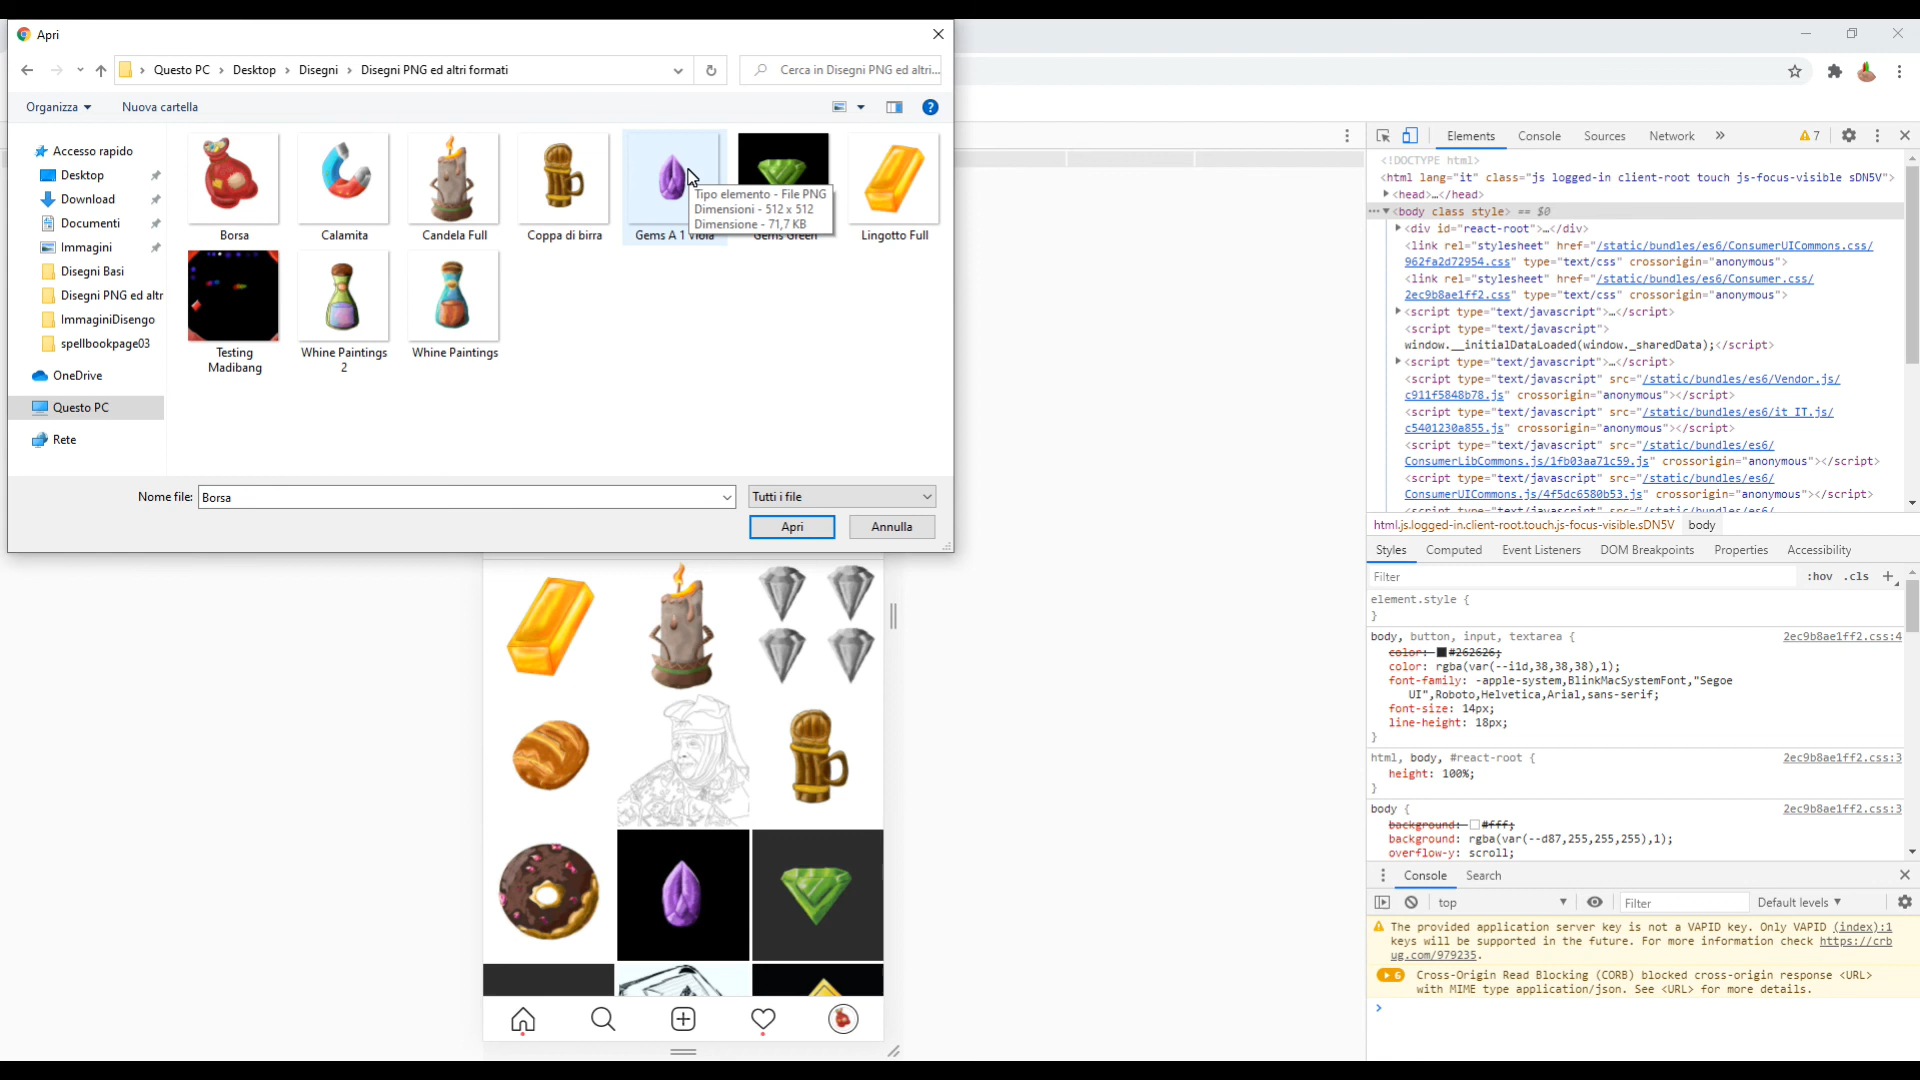 Apri
Questo PC
Desktop
Disegni
Disegni PNG ed altri formati
Cerca in Disegni PNG ed altri...
Organizza
Nuova cartella
Accesso rapido
Desktop
Download
Documenti
Immagini
Disegni Basi
Disegni PNG ed altr
ImmaginiDisengo
spellbookpage03
OneDrive
Questo PC
Rete
Borsa
Calamita
Candela Full
Coppa di birra
Gems A 1 Viola
Gems Green
Lingotto Full
Tipo elemento - File PNG
Dimensioni - 512 x 512
Dimensione - 71,7 KB
Testing
Madibang
Whine Paintings
2
Whine Paintings
Nome file:
Borsa
Tutti i file
Apri
Annulla
Elements
Console
Sources
Network
»
7
<!DOCTYPE html>
<html lang="it" class="js logged-in client-root touch js-focus-visible sDN5V">
<head>…</head>
<body class style> == $0
<div id="react-root">…</div>
<link rel="stylesheet" href="/static/bundles/es6/ConsumerUICommons.css/
962fa2d72954.css" type="text/css" crossorigin="anonymous">
<link rel="stylesheet" href="/static/bundles/es6/Consumer.css/
2ec9b8ae1ff2.css" type="text/css" crossorigin="anonymous">
<script type="text/javascript">…</script>
<script type="text/javascript">
window.__initialDataLoaded(window._sharedData);</script>
<script type="text/javascript">…</script>
<script type="text/javascript" src="/static/bundles/es6/Vendor.js/
c911f5848b78.js" crossorigin="anonymous"></script>
<script type="text/javascript" src="/static/bundles/es6/it_IT.js/
c5401230a855.js" crossorigin="anonymous"></script>
<script type="text/javascript" src="/static/bundles/es6/
ConsumerLibCommons.js/1fb03aa71c59.js" crossorigin="anonymous"></script>
<script type="text/javascript" src="/static/bundles/es6/
ConsumerUICommons.js/4f5dc6580b53.js" crossorigin="anonymous"></script>
html.js.logged-in.client-root.touch.js-focus-visible.sDN5V
body
Styles
Computed
Event Listeners
DOM Breakpoints
Properties
Accessibility
Filter
:hov
.cls
+
element.style {
}
body, button, input, textarea {
2ec9b8ae1ff2.css:4
color: #262626;
color: rgba(var(--i1d,38,38,38),1);
font-family: -apple-system,BlinkMacSystemFont,"Segoe
UI",Roboto,Helvetica,Arial,sans-serif;
font-size: 14px;
line-height: 18px;
}
html, body, #react-root {
2ec9b8ae1ff2.css:3
height: 100%;
}
body {
2ec9b8ae1ff2.css:3
background: #fff;
background: rgba(var(--d87,255,255,255),1);
overflow-y: scroll;
Console
Search
top
Filter
Default levels
The provided application server key is not a VAPID key. Only VAPID (index):1
keys will be supported in the future. For more information check https://crb
ug.com/979235.
6
Cross-Origin Read Blocking (CORB) blocked cross-origin response <URL>
with MIME type application/json. See <URL> for more details.